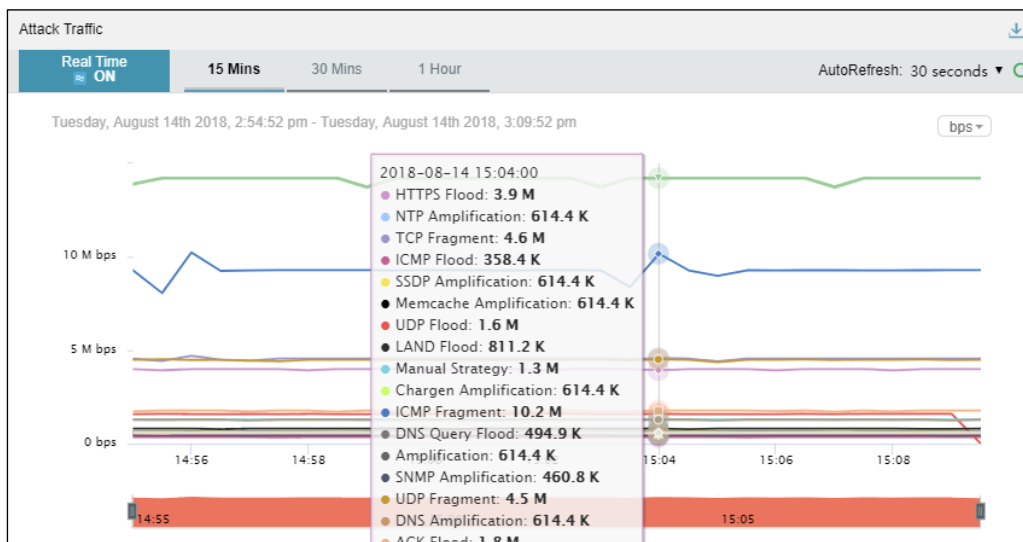 Attack Traffic
Real Time
ON
15 Mins
30 Mins
1 Hour
AutoRefresh: 30 seconds
Tuesday, August 14th 2018, 2:54:52 pm - Tuesday, August 14th 2018, 3:09:52 pm
bps
2018-08-14 15:04:00
HTTPS Flood: 3.9 M
NTP Amplification: 614.4 K
TCP Fragment: 4.6 M
ICMP Flood: 358.4 K
SSDP Amplification: 614.4 K
Memcache Amplification: 614.4 K
UDP Flood: 1.6 M
LAND Flood: 811.2 K
Manual Strategy: 1.3 M
Chargen Amplification: 614.4 K
ICMP Fragment: 10.2 M
DNS Query Flood: 494.9 K
Amplification: 614.4 K
SNMP Amplification: 460.8 K
UDP Fragment: 4.5 M
DNS Amplification: 614.4 K
ACK Flood: 1.8 M
10 M bps
5 M bps
0 bps
14:56
14:58
15:04
15:06
15:08
14:55
15:05